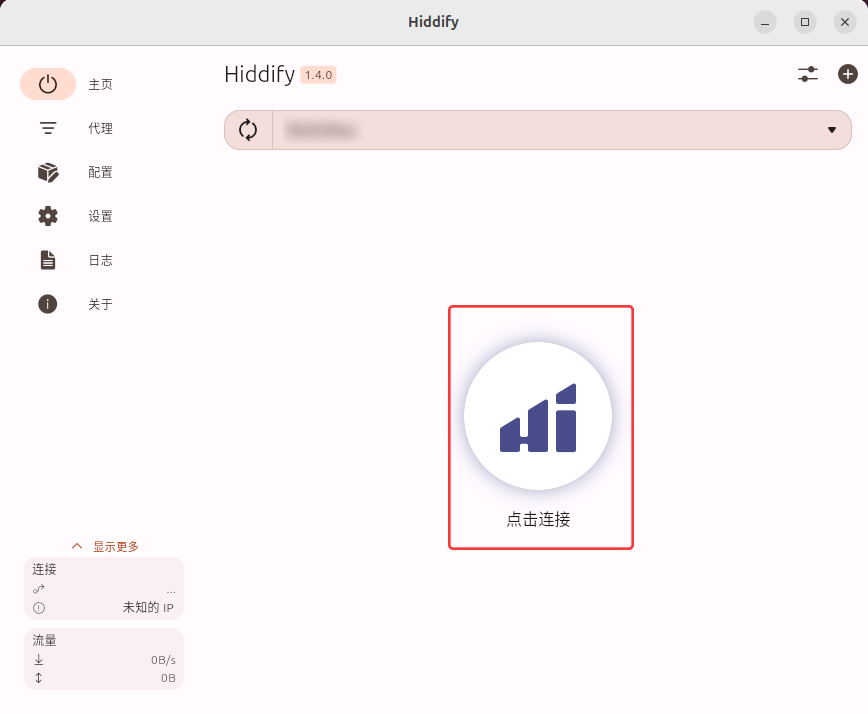 Hiddify
主页
代理
配置
设置
日志
关于
Hiddify 1.4.0
点击连接
显示更多
连接
...
未知的 IP
流量
0B/s
0B